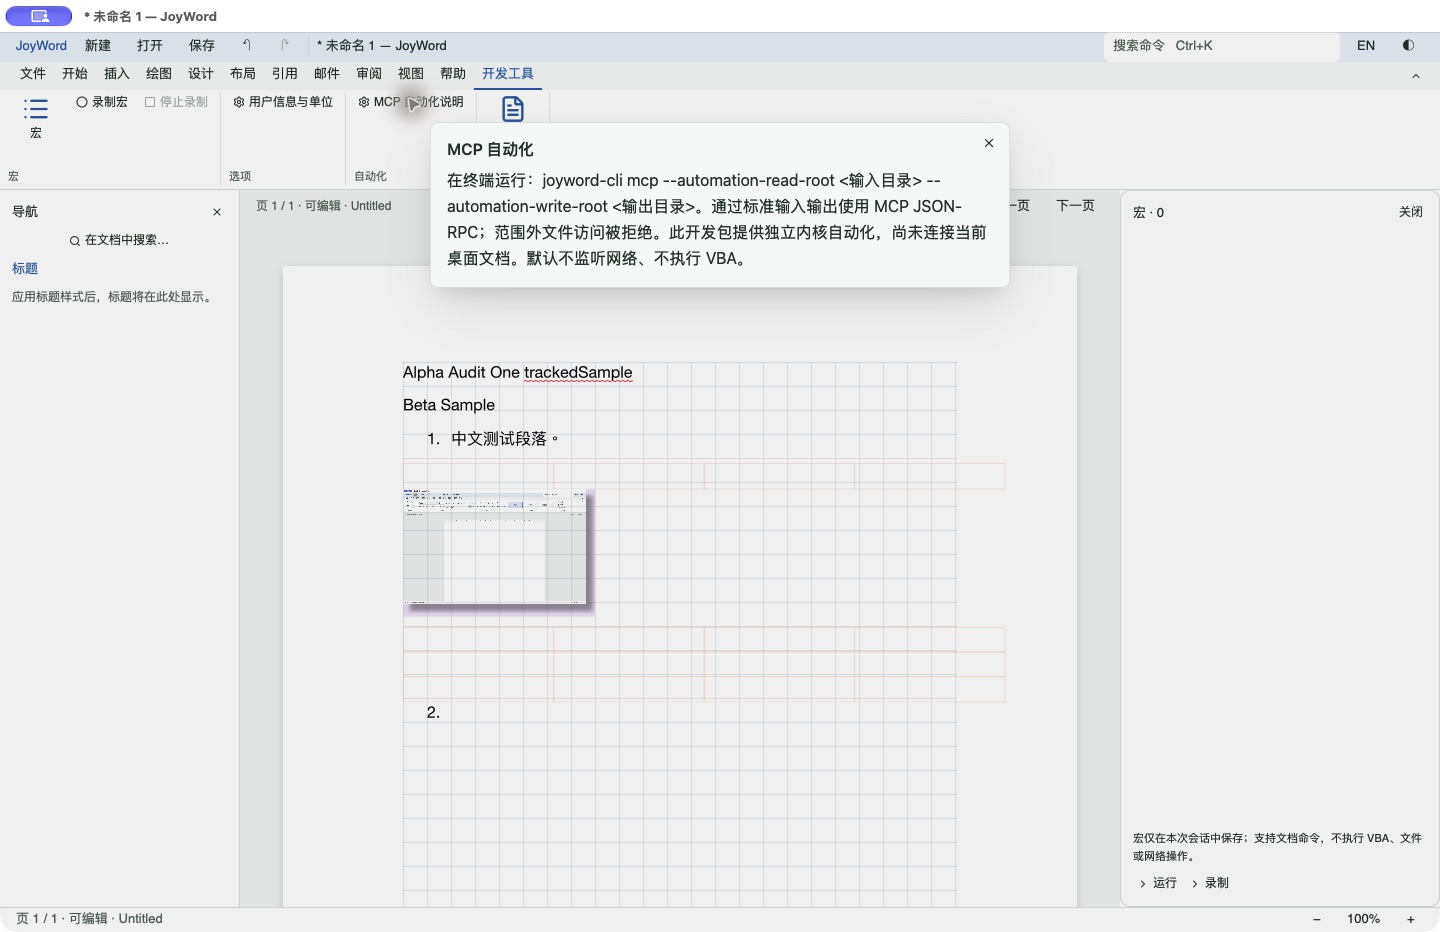 * 未命名 1 — JoyWord
JoyWord 新建 打开 保存 * 未命名 1 — JoyWord 搜索命令 Ctrl+K EN
文件 开始 插入 绘图 设计 布局 引用 邮件 审阅 视图 帮助 开发工具
宏
录制宏 停止录制
宏
用户信息与单位
选项
MCP 动化说明
自动化
MCP 自动化
在终端运行：joyword-cli mcp --automation-read-root <输入目录> --
automation-write-root <输出目录>。通过标准输入输出使用 MCP JSON-
RPC；范围外文件访问被拒绝。此开发包提供独立内核自动化，尚未连接当前
桌面文档。默认不监听网络、不执行 VBA。
导航
在文档中搜索...
标题
应用标题样式后，标题将在此处显示。
页 1 / 1 · 可编辑 · Untitled 一页 下一页
Alpha Audit One trackedSample
Beta Sample
1. 中文测试段落。
2.
宏 · 0 关闭
宏仅在本次会话中保存；支持文档命令，不执行 VBA、文件
或网络操作。
运行 录制
页 1 / 1 · 可编辑 · Untitled − 100% +